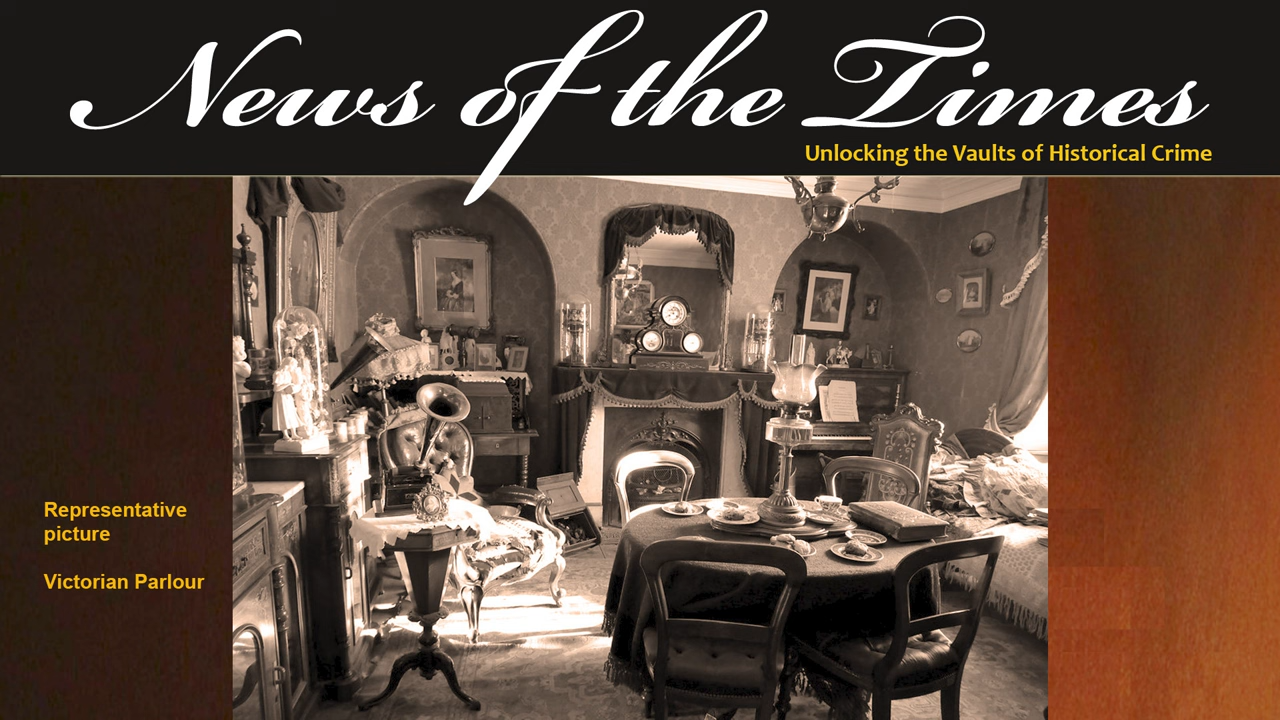 News of the Times
Unlocking the Vaults of Historical Crime
Representative
picture
Victorian Parlour